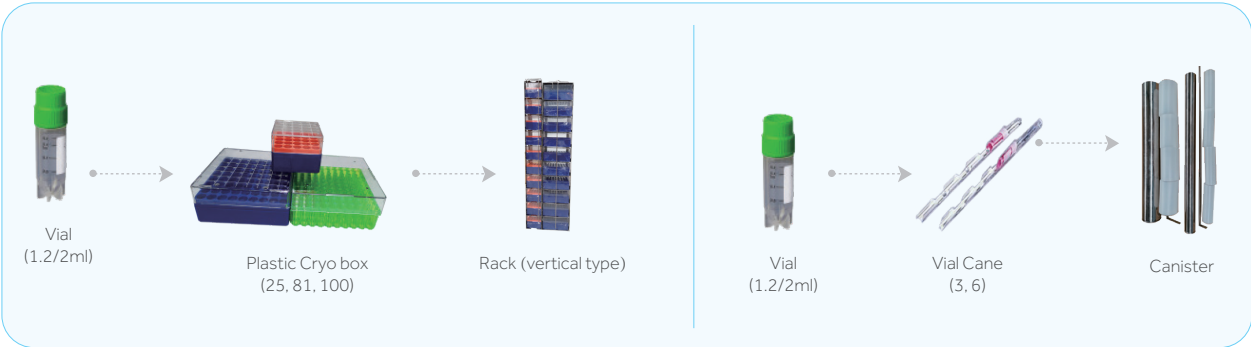 Vial
(1.2/2ml)
Plastic Cryo box
(25, 81, 100)
Rack (vertical type)
Vial
(1.2/2ml)
Vial Cane
(3, 6)
Canister